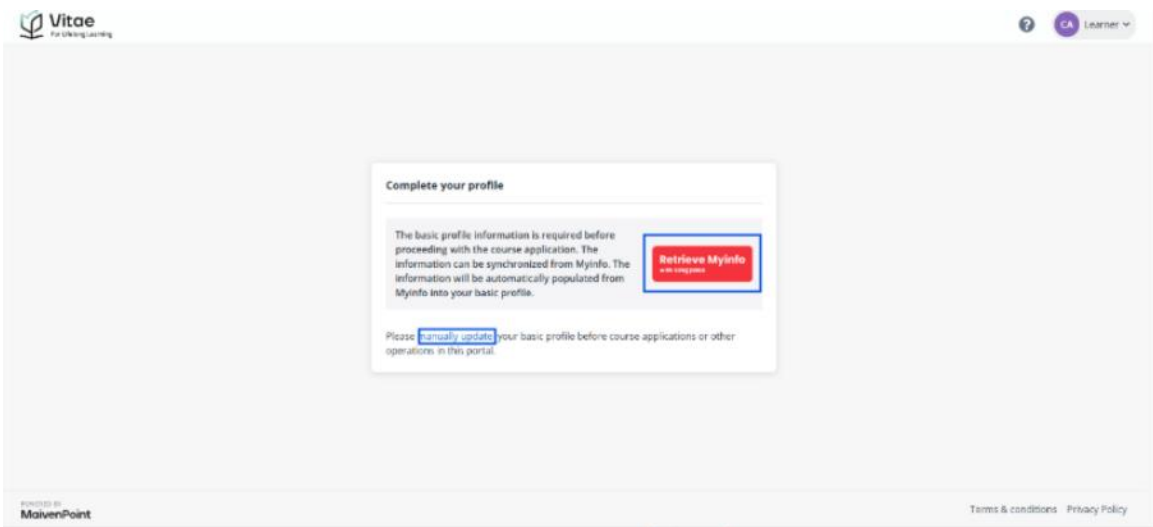 Vitae
For Lifelong Learning
CA Learner
Complete your profile
The basic profile information is required before
proceeding with the course application. The
information can be synchronized from Myinfo. The
information will be automatically populated from
Myinfo into your basic profile.
Retrieve Myinfo
with singpass
Please manually update your basic profile before course applications or other
operations in this portal.
POWERED BY
MaivenPoint
Terms & conditions Privacy Policy